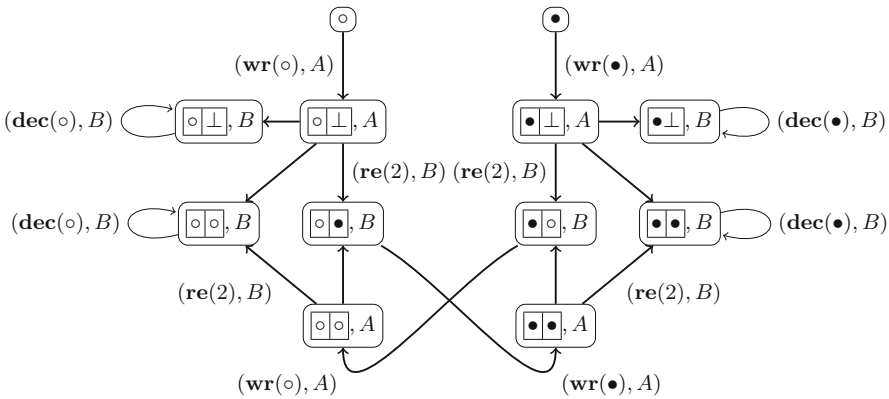 ○ ●
(wr(○), A) (wr(●), A)
(dec(○), B) ○ ⊥, B ○ ⊥, A ● ⊥, A ●⊥, B (dec(●), B)
(re(2), B) (re(2), B)
(dec(○), B) ○ ○, B ○ ●, B ● ○, B ● ●, B (dec(●), B)
(re(2), B) (re(2), B)
○ ○, A ● ●, A
(wr(○), A) (wr(●), A)